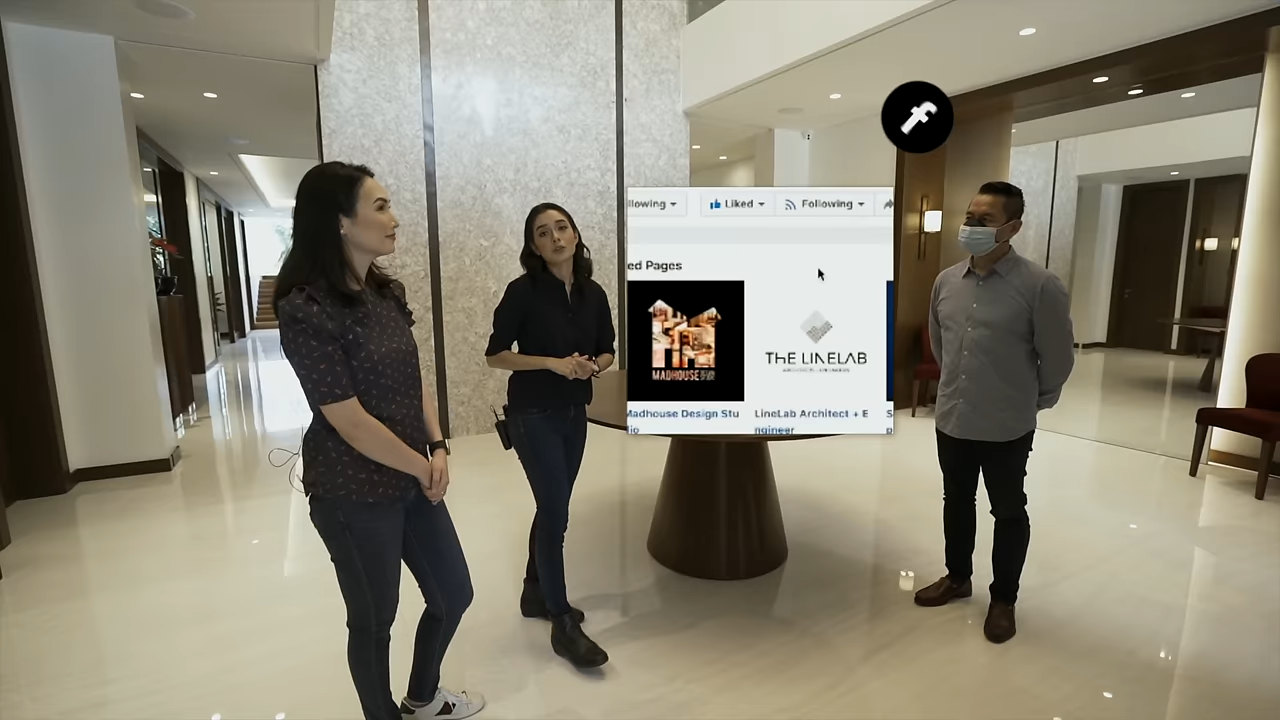 f
llowing
Liked
Following
ed Pages
MADHOUSE
THE LINELAB
Madhouse Design Stu
io
LineLab Architect + E
ngineer
S
p